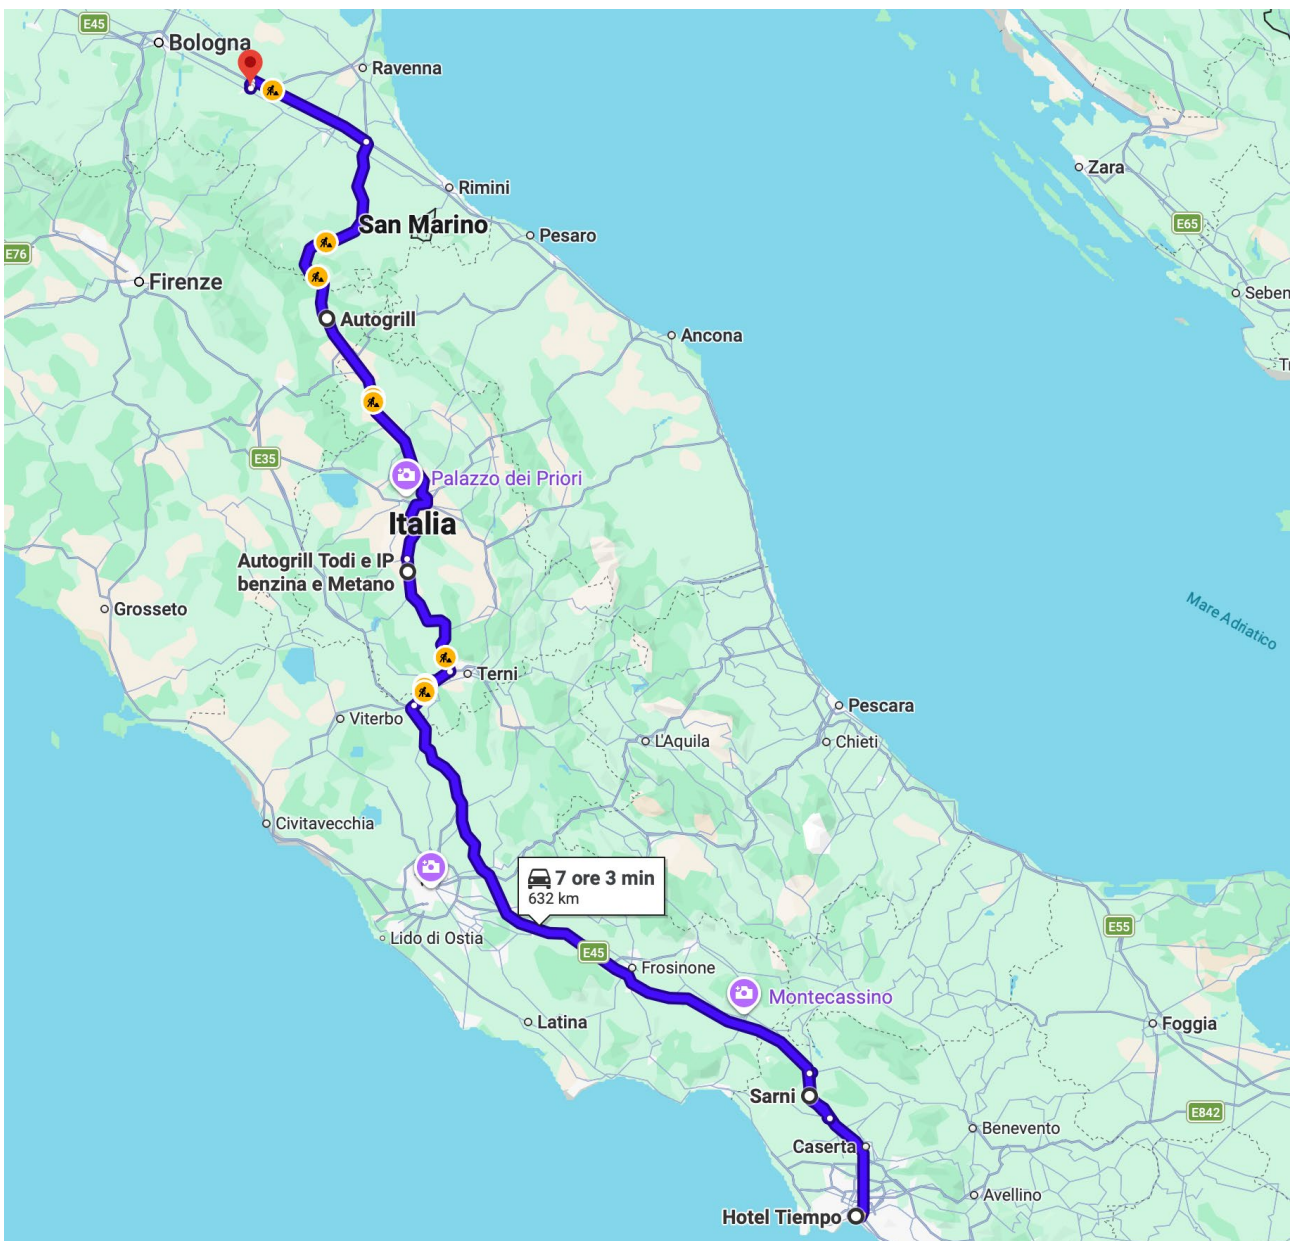 E45
Bologna
Ravenna
Zara
Rimini
San Marino
E65
Pesaro
E76
Firenze
Seben
Autogrill
Ancona
E35
Palazzo dei Priori
Italia
Autogrill Todi e IP
benzina e Metano
Grosseto
Mare Adriatico
Terni
Viterbo
Pescara
L'Aquila
Chieti
Civitavecchia
7 ore 3 min
632 km
E55
Lido di Ostia
E45
Frosinone
Montecassino
Latina
Foggia
Sarni
E842
Benevento
Caserta
Avellino
Hotel Tiempo